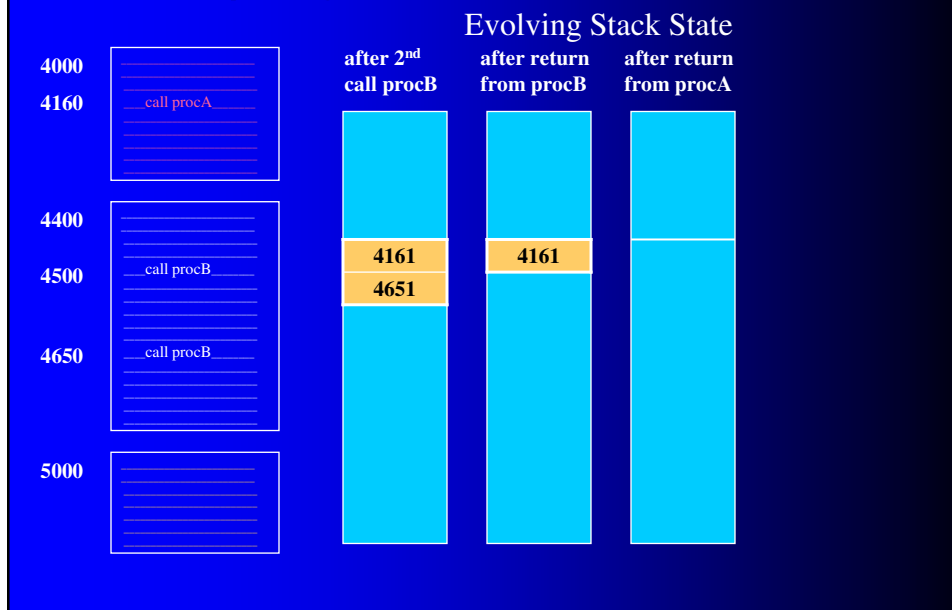 Evolving Stack State
after 2nd call procB
after return from procB
after return from procA
4000
4160
call procA
4400
call procB
4500
call procB
4650
5000
4161
4651
4161